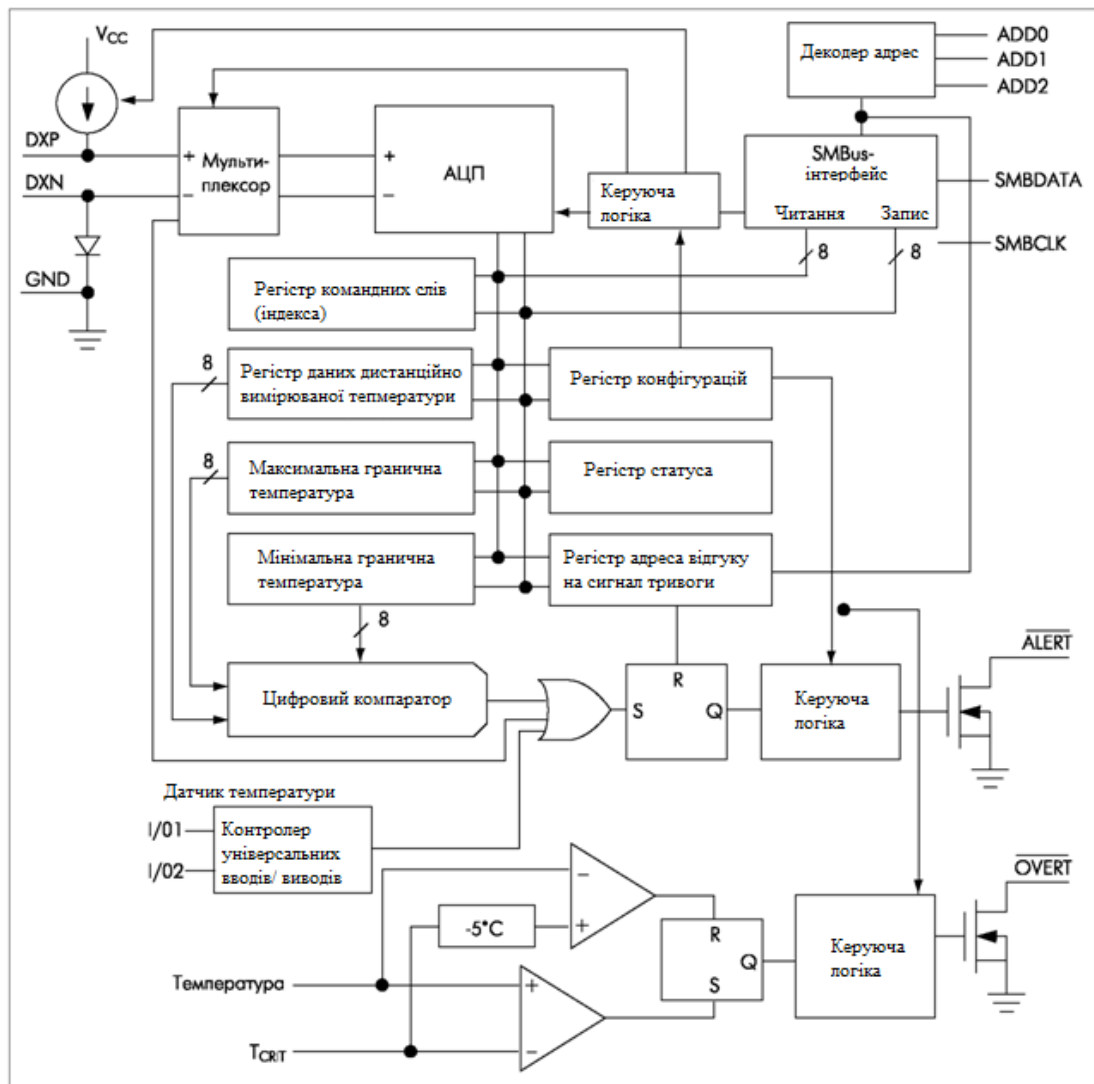 VCC
Декодер адрес
ADD0
ADD1
ADD2
DXP
+
Мульти-
плексор
+
АЦП
SMBus-
інтерфейс
DXN
−
−
Керуюча
логіка
SMBDATA
Читання
Запис
SMBCLK
8
8
GND
Регістр командних слів
(індекса)
8
Регістр даних дистанційно
вимірюваної тепмератури
Регістр конфігурацій
8
Максимальна гранична
температура
Регістр статуса
Мінімальна гранична
температура
Регістр адреса відгуку
на сигнал тривоги
8
ALERT
Цифровий компаратор
R
S
Q
Керуюча
логіка
Датчик температури
I/01
I/02
Контролер
універсальних
вводів/ виводів
OVERT
−
-5°C
+
R
Q
S
Керуюча
логіка
Температура
+
TCRIT
−